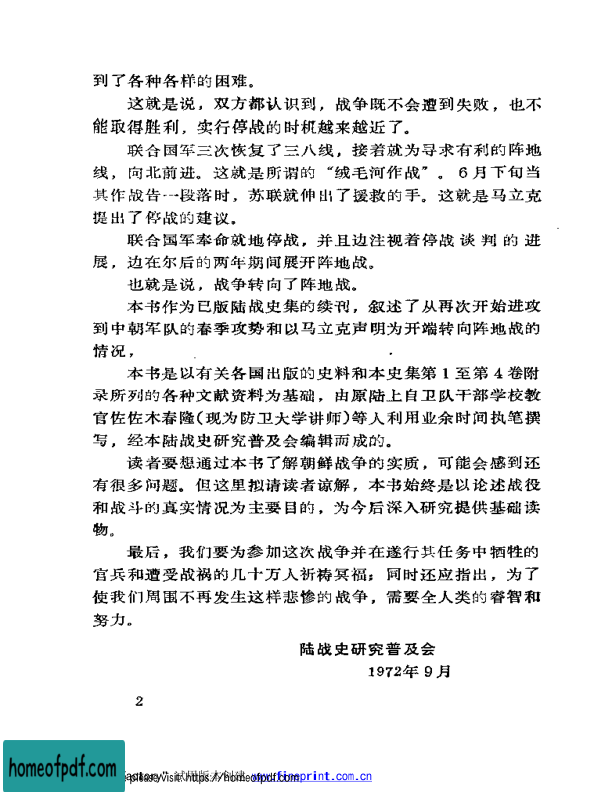 到了各种各样的困难。
这就是说，双方都认识到，战争既不会遭到失败，也不
能取得胜利，实行停战的时机越来越近了。
联合国军三次恢复了三八线，接着就为寻求有利的阵地
线，向北前进。这就是所谓的“绒毛河作战”。6月下旬当
其作战告一段落时，苏联就伸出了援救的手。这就是马立克
提出了停战的建议。
联合国军奉命就地停战，并且边注视着停战谈判的进
展，边在尔后的两年期间展开阵地战。
也就是说，战争转向了阵地战。
本书作为已版陆战史集的续刊，叙述了从再次开始进攻
到中朝军队的春季攻势和以马立克声明为开端转向阵地战的
情况，
本书是以有关各国出版的史料和本史集第1至第4卷附
录所列的各种文献资料为基础，由原陆上自卫队干部学校教
官佐佐木春隆(现为防卫大学讲师)等人利用业余时间执笔撰
写，经本陆战史研究普及会编辑而成的。
读者要想通过本书了解朝鲜战争的实质，可能会感到还
有很多问题。但这里拟请读者谅解，本书始终是以论述战役
和战斗的真实情况为主要目的，为今后深入研究提供基础读
物。
最后，我们要为参加这次战争并在遂行其任务中牺牲的
官兵和遭受战祸的几十万人祈祷冥福；同时还应指出，为了
使我们周围不再发生这样悲惨的战争，需要全人类的睿智和
努力。
陆战史研究普及会
1972年9月
2
homeofpdf.com
please visit: https://homeofpdf.com
www.fineprint.com.cn